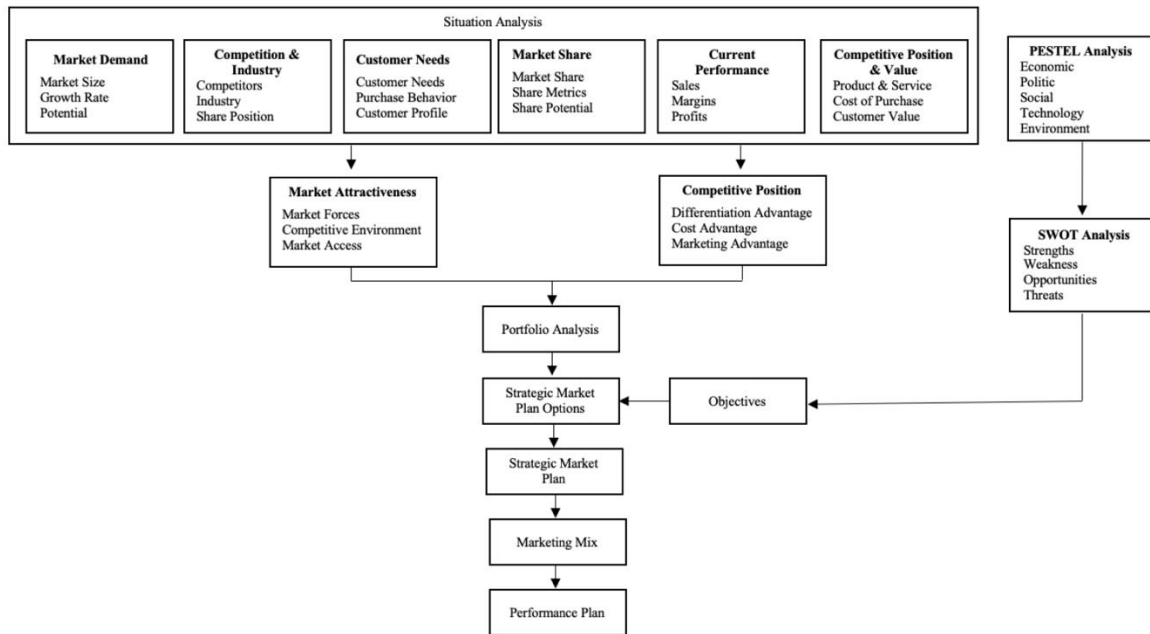 Situation Analysis
Market Demand
Market Size
Growth Rate
Potential
Competition &
Industry
Competitors
Industry
Share Position
Customer Needs
Customer Needs
Purchase Behavior
Customer Profile
Market Share
Market Share
Share Metrics
Share Potential
Current
Performance
Sales
Margins
Profits
Competitive Position
& Value
Product & Service
Cost of Purchase
Customer Value
PESTEL Analysis
Economic
Politic
Social
Technology
Environment
Market Attractiveness
Market Forces
Competitive Environment
Market Access
Competitive Position
Differentiation Advantage
Cost Advantage
Marketing Advantage
SWOT Analysis
Strengths
Weakness
Opportunities
Threats
Portfolio Analysis
Strategic Market
Plan Options
Objectives
Strategic Market
Plan
Marketing Mix
Performance Plan